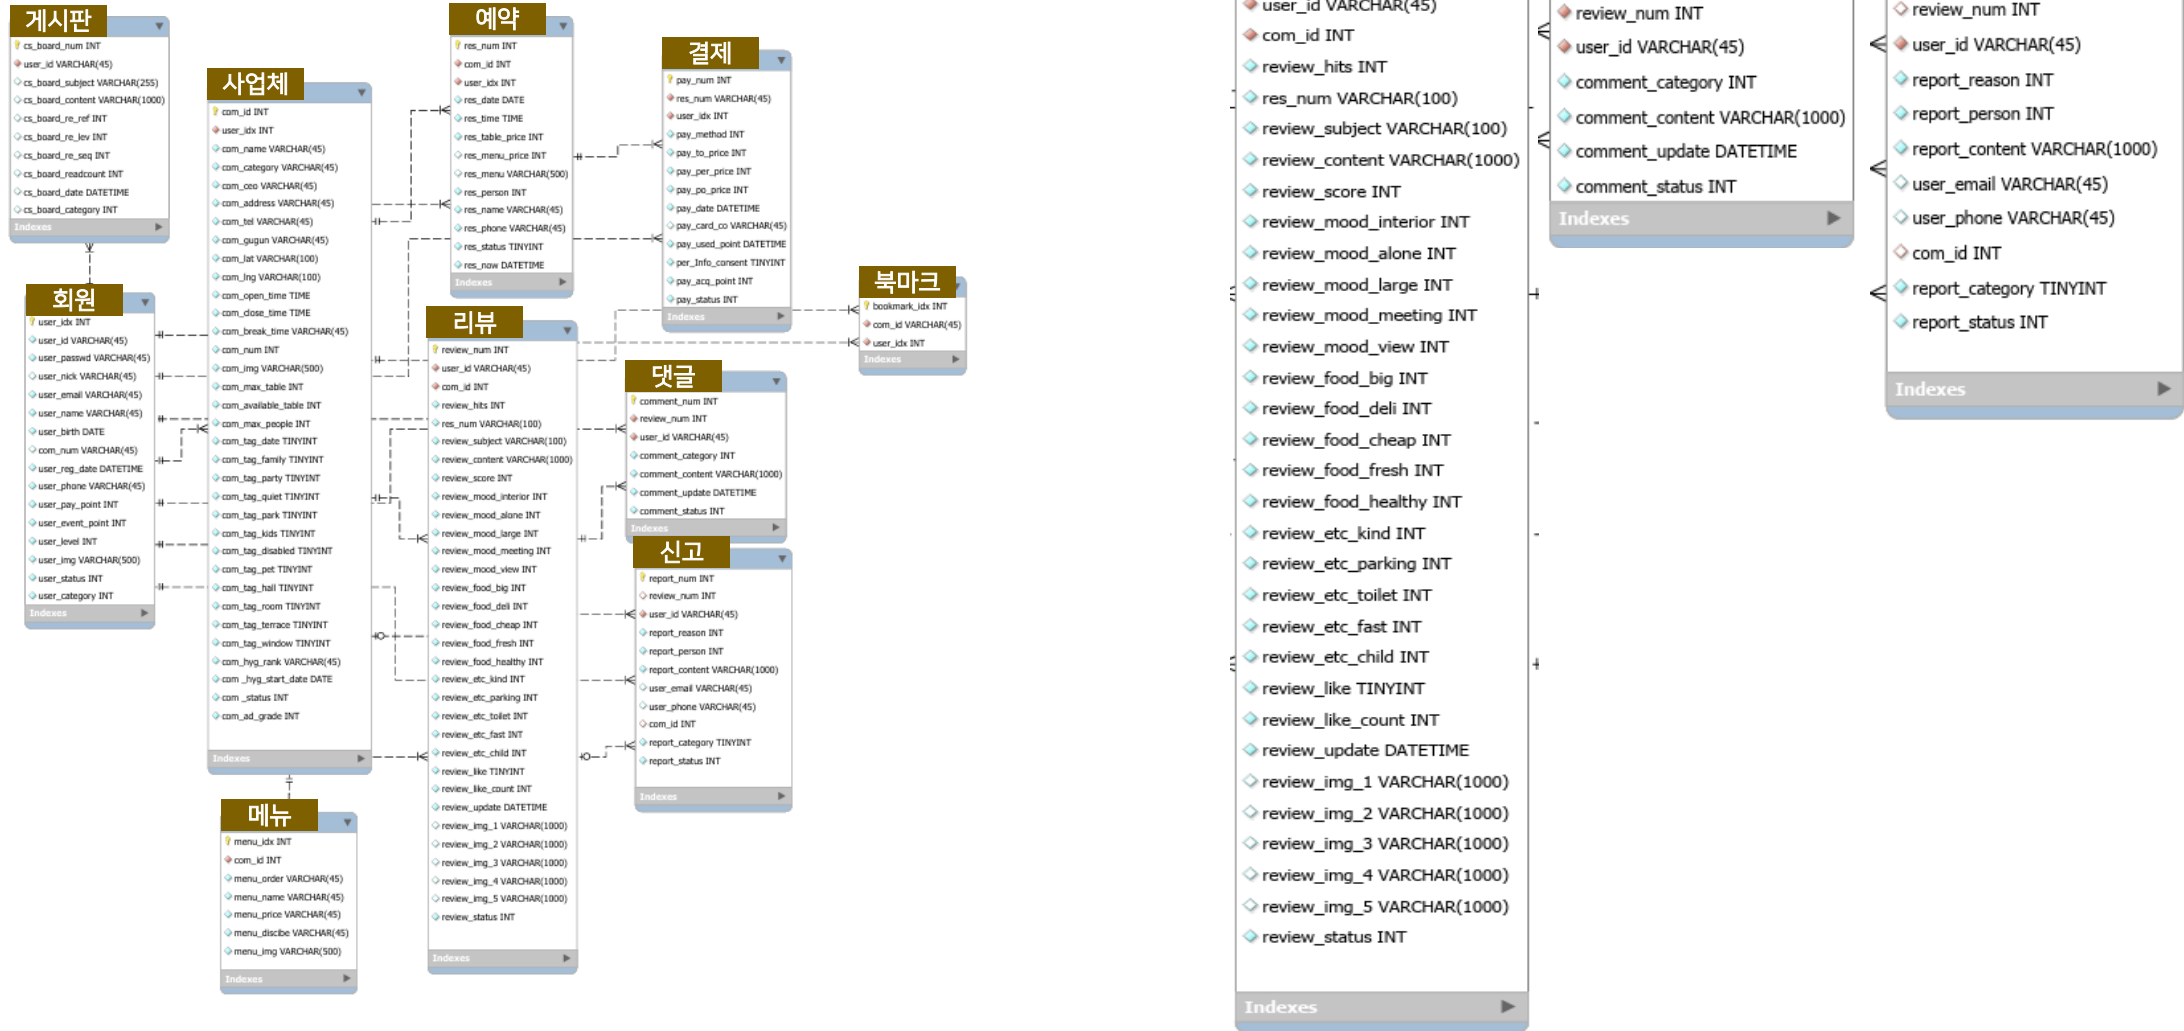 게시판
cs_board_num INT
user_id VARCHAR(45)
cs_board_subject VARCHAR(255)
cs_board_content VARCHAR(1000)
cs_board_re_ref INT
cs_board_re_lev INT
cs_board_re_seq INT
cs_board_readcount INT
cs_board_date DATETIME
cs_board_category INT
Indexes
회원
user_idx INT
user_id VARCHAR(45)
user_passwd VARCHAR(45)
user_nick VARCHAR(45)
user_email VARCHAR(45)
user_name VARCHAR(45)
user_birth DATE
com_num VARCHAR(45)
user_reg_date DATETIME
user_phone VARCHAR(45)
user_pay_point INT
user_event_point INT
user_level INT
user_img VARCHAR(500)
user_status INT
user_category INT
Indexes
사업체
com_id INT
user_idx INT
com_name VARCHAR(45)
com_category VARCHAR(45)
com_ceo VARCHAR(45)
com_address VARCHAR(45)
com_tel VARCHAR(45)
com_gugun VARCHAR(45)
com_lat VARCHAR(100)
com_lng VARCHAR(100)
com_open_time TIME
com_close_time TIME
com_break_time VARCHAR(45)
com_num INT
com_img VARCHAR(500)
com_max_table INT
com_available_table INT
com_max_people INT
com_tag_date TINYINT
com_tag_family TINYINT
com_tag_party TINYINT
com_tag_quiet TINYINT
com_tag_park TINYINT
com_tag_kids TINYINT
com_tag_disabled TINYINT
com_tag_pet TINYINT
com_tag_hall TINYINT
com_tag_room TINYINT
com_tag_terrace TINYINT
com_tag_window TINYINT
com_hyg_rank VARCHAR(45)
com _hyg_start_date DATE
com _status INT
com_ad_grade INT
Indexes
메뉴
menu_idx INT
com_id INT
menu_order VARCHAR(45)
menu_name VARCHAR(45)
menu_price VARCHAR(45)
menu_discibe VARCHAR(45)
menu_img VARCHAR(500)
Indexes
예약
res_num INT
com_id INT
user_idx INT
res_date DATE
res_time TIME
res_table_price INT
res_menu_price INT
res_menu VARCHAR(500)
res_person INT
res_name VARCHAR(45)
res_phone VARCHAR(45)
res_status TINYINT
res_now DATETIME
Indexes
리뷰
review_num INT
user_id VARCHAR(45)
com_id INT
review_hits INT
res_num VARCHAR(100)
review_subject VARCHAR(100)
review_content VARCHAR(1000)
review_score INT
review_mood_interior INT
review_mood_alone INT
review_mood_large INT
review_mood_meeting INT
review_mood_view INT
review_food_big INT
review_food_deli INT
review_food_cheap INT
review_food_fresh INT
review_food_healthy INT
review_etc_kind INT
review_etc_parking INT
review_etc_toilet INT
review_etc_fast INT
review_etc_child INT
review_like TINYINT
review_like_count INT
review_update DATETIME
review_img_1 VARCHAR(1000)
review_img_2 VARCHAR(1000)
review_img_3 VARCHAR(1000)
review_img_4 VARCHAR(1000)
review_img_5 VARCHAR(1000)
review_status INT
Indexes
결제
pay_num INT
res_num VARCHAR(45)
user_idx INT
pay_method INT
pay_to_price INT
pay_per_price INT
pay_po_price INT
pay_date DATETIME
pay_card_co VARCHAR(45)
pay_used_point DATETIME
per_Info_consent TINYINT
pay_acq_point INT
pay_status INT
Indexes
북마크
bookmark_idx INT
com_id VARCHAR(45)
user_idx INT
Indexes
댓글
comment_num INT
review_num INT
user_id VARCHAR(45)
comment_category INT
comment_content VARCHAR(1000)
comment_update DATETIME
comment_status INT
Indexes
신고
report_num INT
review_num INT
user_id VARCHAR(45)
report_reason INT
report_person INT
report_content VARCHAR(1000)
user_email VARCHAR(45)
user_phone VARCHAR(45)
com_id INT
report_category TINYINT
report_status INT
Indexes
user_id VARCHAR(45)
com_id INT
review_hits INT
res_num VARCHAR(100)
review_subject VARCHAR(100)
review_content VARCHAR(1000)
review_score INT
review_mood_interior INT
review_mood_alone INT
review_mood_large INT
review_mood_meeting INT
review_mood_view INT
review_food_big INT
review_food_deli INT
review_food_cheap INT
review_food_fresh INT
review_food_healthy INT
review_etc_kind INT
review_etc_parking INT
review_etc_toilet INT
review_etc_fast INT
review_etc_child INT
review_like TINYINT
review_like_count INT
review_update DATETIME
review_img_1 VARCHAR(1000)
review_img_2 VARCHAR(1000)
review_img_3 VARCHAR(1000)
review_img_4 VARCHAR(1000)
review_img_5 VARCHAR(1000)
review_status INT
Indexes
review_num INT
user_id VARCHAR(45)
comment_category INT
comment_content VARCHAR(1000)
comment_update DATETIME
comment_status INT
Indexes
review_num INT
user_id VARCHAR(45)
report_reason INT
report_person INT
report_content VARCHAR(1000)
user_email VARCHAR(45)
user_phone VARCHAR(45)
com_id INT
report_category TINYINT
report_status INT
Indexes